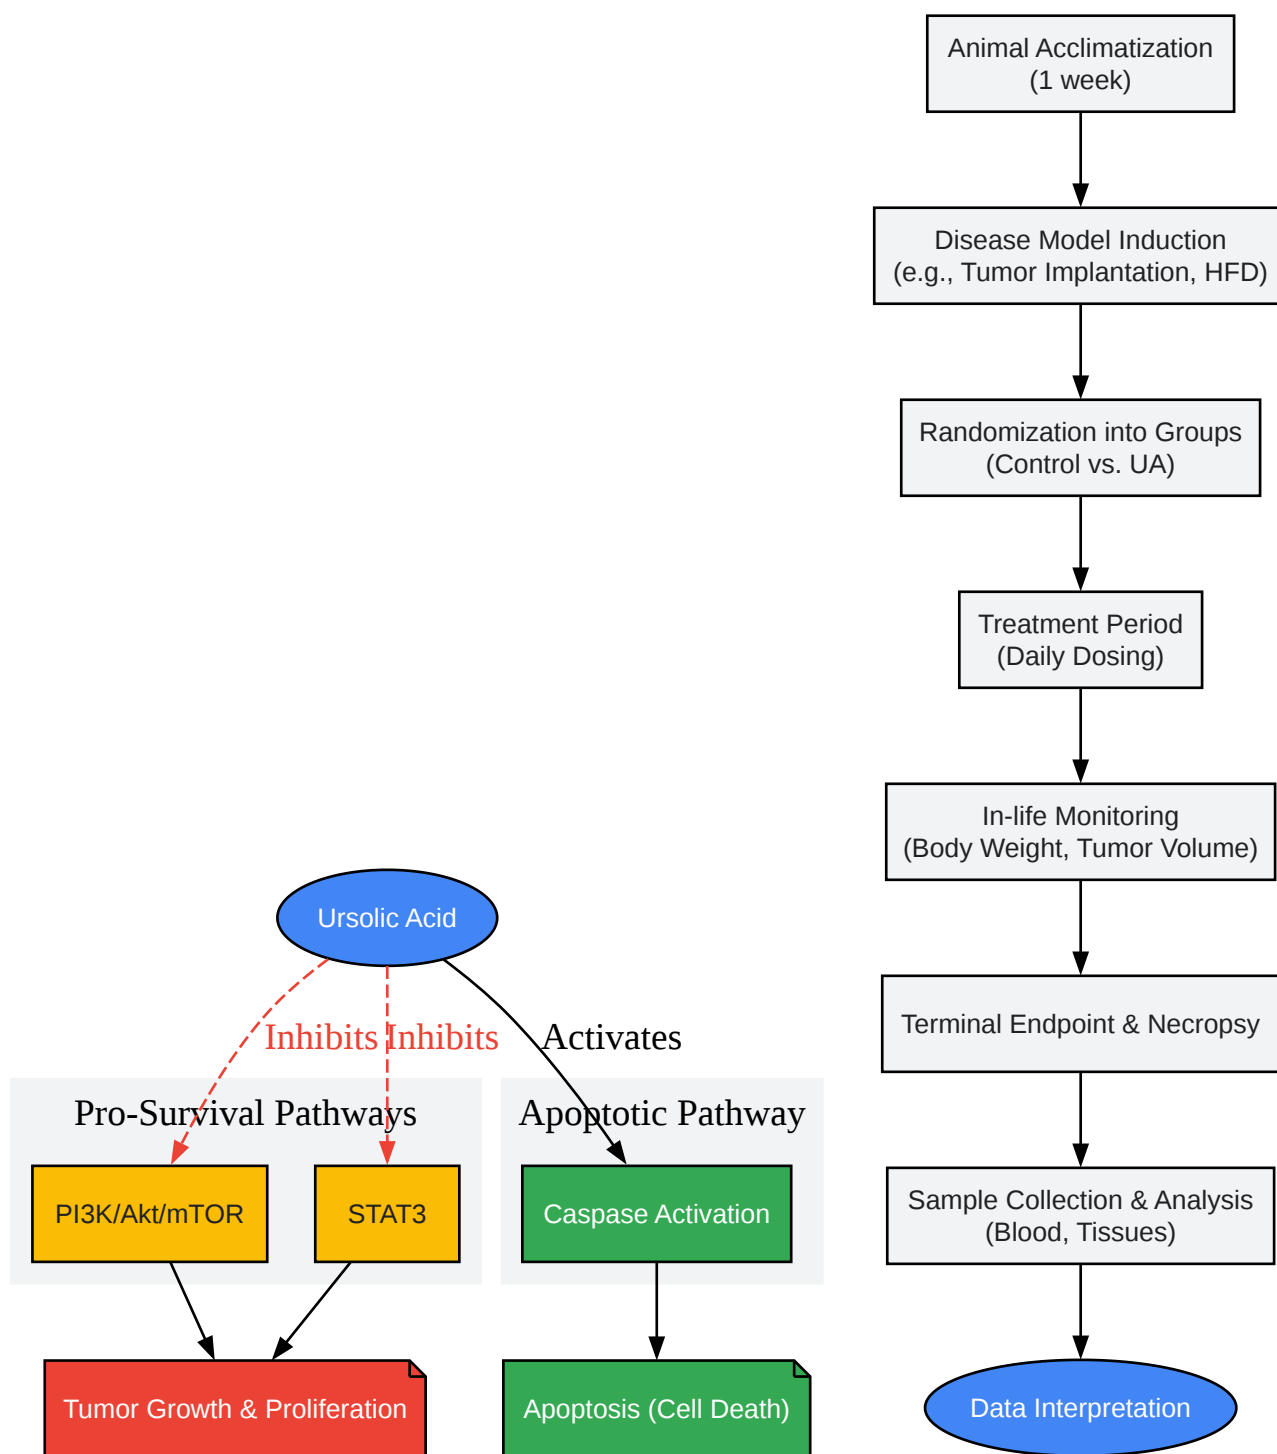 Animal Acclimatization
(1 week)
Disease Model Induction
(e.g., Tumor Implantation, HFD)
Randomization into Groups
(Control vs. UA)
Treatment Period
(Daily Dosing)
In-life Monitoring
(Body Weight, Tumor Volume)
Terminal Endpoint & Necropsy
Sample Collection & Analysis
(Blood, Tissues)
Data Interpretation
Ursolic Acid
Inhibits
Inhibits
Activates
Pro-Survival Pathways
Apoptotic Pathway
PI3K/Akt/mTOR
STAT3
Caspase Activation
Tumor Growth & Proliferation
Apoptosis (Cell Death)